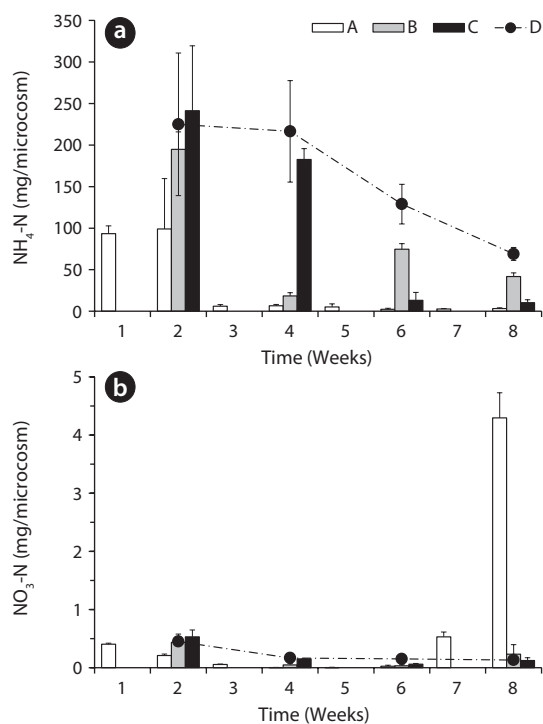 a
A B C D
NH₄-N (mg/microcosm)
350
300
250
200
150
100
50
0
1 2 3 4 5 6 7 8
Time (Weeks)
b
NO₃-N (mg/microcosm)
5
4
3
2
1
0
1 2 3 4 5 6 7 8
Time (Weeks)